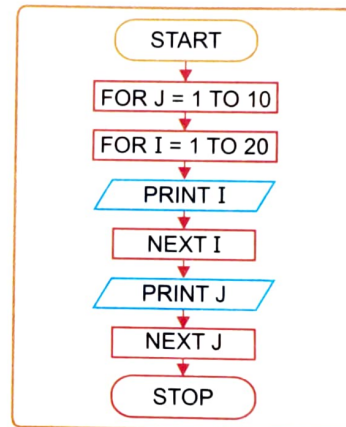 START
FOR J = 1 TO 10
FOR I = 1 TO 20
PRINT I
NEXT I
PRINT J
NEXT J
STOP